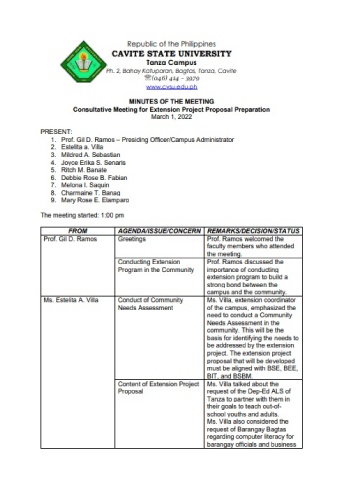 Republic of the Philippines
CAVITE STATE UNIVERSITY
Tanza Campus
Ph. 2, Bahay Katuparan, Bagtas, Tanza, Cavite
☏(046) 414 – 3979
www.cvsu.edu.ph
MINUTES OF THE MEETING
Consultative Meeting for Extension Project Proposal Preparation
March 1, 2022
PRESENT:
1. Prof. Gil D. Ramos – Presiding Officer/Campus Administrator
2. Estelita a. Villa
3. Mildred A. Sebastian
4. Joyce Erika S. Senaris
5. Ritch M. Banate
6. Debbie Rose B. Fabian
7. Melona I. Saquin
8. Charmaine T. Banag
9. Mary Rose E. Elamparo
The meeting started: 1:00 pm
FROM AGENDA/ISSUE/CONCERN REMARKS/DECISION/STATUS
Prof. Gil D. Ramos Greetings Prof. Ramos welcomed the
faculty members who attended
the meeting.
Conducting Extension Prof. Ramos discussed the
Program in the Community importance of conducting
extension program to build a
strong bond between the
campus and the community.
Ms. Estelita A. Villa Conduct of Community Ms. Villa, extension coordinator
Needs Assessment of the campus, emphasized the
need to conduct a Community
Needs Assessment in the
community. This will be the
basis for identifying the needs to
be addressed by the extension
project. The extension project
proposal that will be developed
must be aligned with BSE, BEE,
BIT, and BSBM.
Content of Extension Project Ms. Villa talked about the
Proposal request of the Dep-Ed ALS of
Tanza to partner with them in
their goals to teach out-of-
school youths and adults.
Ms. Villa also considered the
request of Barangay Bagtas
regarding computer literacy for
barangay officials and business